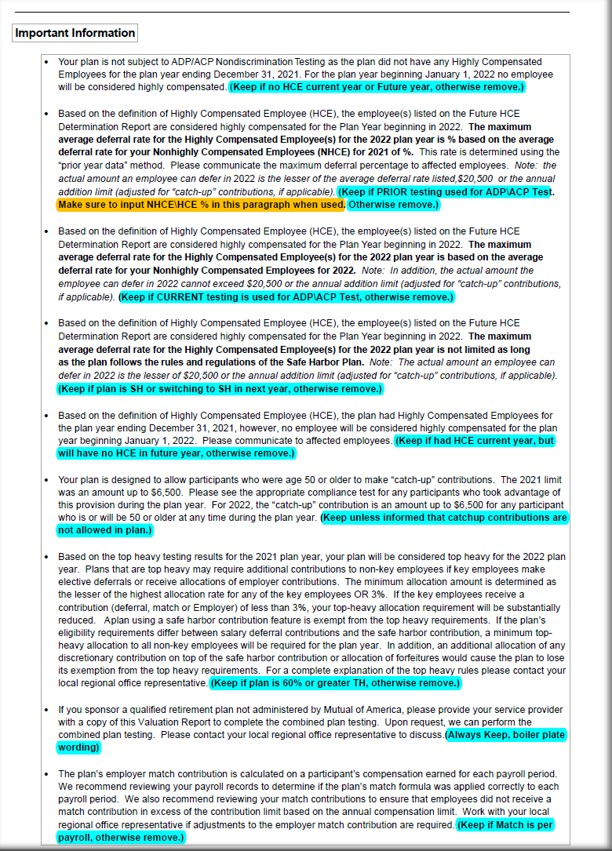 Important Information
• Your plan is not subject to ADP/ACP Nondiscrimination Testing as the plan did not have any Highly Compensated
Employees for the plan year ending December 31, 2021. For the plan year beginning January 1, 2022 no employee
will be considered highly compensated. (Keep if no HCE current year or Future year, otherwise remove.)
• Based on the definition of Highly Compensated Employee (HCE), the employee(s) listed on the Future HCE
Determination Report are considered highly compensated for the Plan Year beginning in 2022. The maximum
average deferral rate for the Highly Compensated Employee(s) for the 2022 plan year is % based on the average
deferral rate for your Nonhighly Compensated Employees (NHCE) for 2021 of %. This rate is determined using the
"prior year data" method. Please communicate the maximum deferral percentage to affected employees. Note: the
actual amount an employee can defer in 2022 is the lesser of the average deferral rate listed,$20,500 or the annual
addition limit (adjusted for "catch-up" contributions, if applicable). (Keep if PRIOR testing used for ADP\ACP Test.
Make sure to input NHCE\HCE % in this paragraph when used. Otherwise remove.)
• Based on the definition of Highly Compensated Employee (HCE), the employee(s) listed on the Future HCE
Determination Report are considered highly compensated for the Plan Year beginning in 2022. The maximum
average deferral rate for the Highly Compensated Employee(s) for the 2022 plan year is based on the average
deferral rate for your Nonhighly Compensated Employees for 2022. Note: In addition, the actual amount the
employee can defer in 2022 cannot exceed $20,500 or the annual addition limit (adjusted for "catch-up" contributions,
if applicable). (Keep if CURRENT testing is used for ADP\ACP Test, otherwise remove.)
• Based on the definition of Highly Compensated Employee (HCE), the employee(s) listed on the Future HCE
Determination Report are considered highly compensated for the Plan Year beginning in 2022. The maximum
average deferral rate for the Highly Compensated Employee(s) for the 2022 plan year is not limited as long
as the plan follows the rules and regulations of the Safe Harbor Plan. Note: The actual amount an employee can
defer in 2022 is the lesser of $20,500 or the annual addition limit (adjusted for "catch-up" contributions, if applicable).
(Keep if plan is SH or switching to SH in next year, otherwise remove.)
• Based on the definition of Highly Compensated Employee (HCE), the plan had Highly Compensated Employees for
the plan year ending December 31, 2021, however, no employee will be considered highly compensated for the plan
year beginning January 1, 2022. Please communicate to affected employees. (Keep if had HCE current year, but
will have no HCE in future year, otherwise remove.)
• Your plan is designed to allow participants who were age 50 or older to make "catch-up" contributions. The 2021 limit
was an amount up to $6,500. Please see the appropriate compliance test for any participants who took advantage of
this provision during the plan year. For 2022, the "catch-up" contribution is an amount up to $6,500 for any participant
who is or will be 50 or older at any time during the plan year. (Keep unless informed that catchup contributions are
not allowed in plan.)
• Based on the top heavy testing results for the 2021 plan year, your plan will be considered top heavy for the 2022 plan
year. Plans that are top heavy may require additional contributions to non-key employees if key employees make
elective deferrals or receive allocations of employer contributions. The minimum allocation amount is determined as
the lesser of the highest allocation rate for any of the key employees OR 3%. If the key employees receive a
contribution (deferral, match or Employer) of less than 3%, your top-heavy allocation requirement will be substantially
reduced. Aplan using a safe harbor contribution feature is exempt from the top heavy requirements. If the plan's
eligibility requirements differ between salary deferral contributions and the safe harbor contribution, a minimum top-
heavy allocation to all non-key employees will be required for the plan year. In addition, an additional allocation of any
discretionary contribution on top of the safe harbor contribution or allocation of forfeitures would cause the plan to lose
its exemption from the top heavy requirements. For a complete explanation of the top heavy rules please contact your
local regional office representative. (Keep if plan is 60% or greater TH, otherwise remove.)
• If you sponsor a qualified retirement plan not administered by Mutual of America, please provide your service provider
with a copy of this Valuation Report to complete the combined plan testing. Upon request, we can perform the
combined plan testing. Please contact your local regional office representative to discuss.(Always Keep, boiler plate
wording)
• The plan's employer match contribution is calculated on a participant's compensation earned for each payroll period.
We recommend reviewing your payroll records to determine if the plan's match formula was applied correctly to each
payroll period. We also recommend reviewing your match contributions to ensure that employees did not receive a
match contribution in excess of the contribution limit based on the annual compensation limit. Work with your local
regional office representative if adjustments to the employer match contribution are required. (Keep if Match is per
payroll, otherwise remove.)